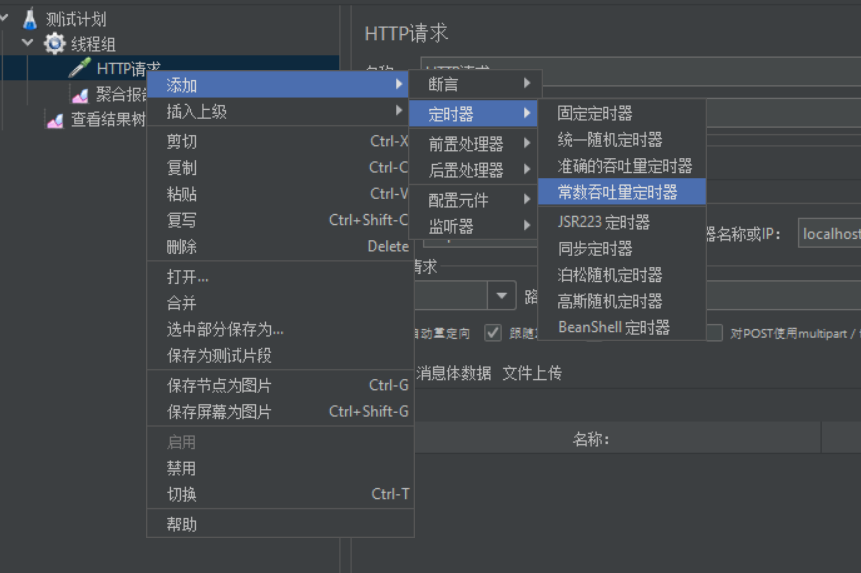 测试计划
线程组
HTTP请求
聚合报
查看结果树
HTTP请求
HTTP请求
添加
插入上级
剪切 Ctrl-X
复制 Ctrl-C
粘贴 Ctrl-V
复写 Ctrl+Shift-C
删除 Delete
打开...
合并
选中部分保存为...
保存为测试片段
保存节点为图片 Ctrl-G
保存屏幕为图片 Ctrl+Shift-G
启用
禁用
切换 Ctrl-T
帮助
断言
定时器
前置处理器
后置处理器
配置元件
监听器
固定定时器
统一随机定时器
准确的吞吐量定时器
常数吞吐量定时器
JSR223 定时器
同步定时器
泊松随机定时器
高斯随机定时器
BeanShell 定时器
器名称或IP: localhost
请求
路
自动重定向 跟随 对POST使用multipart /
消息体数据 文件上传
名称: